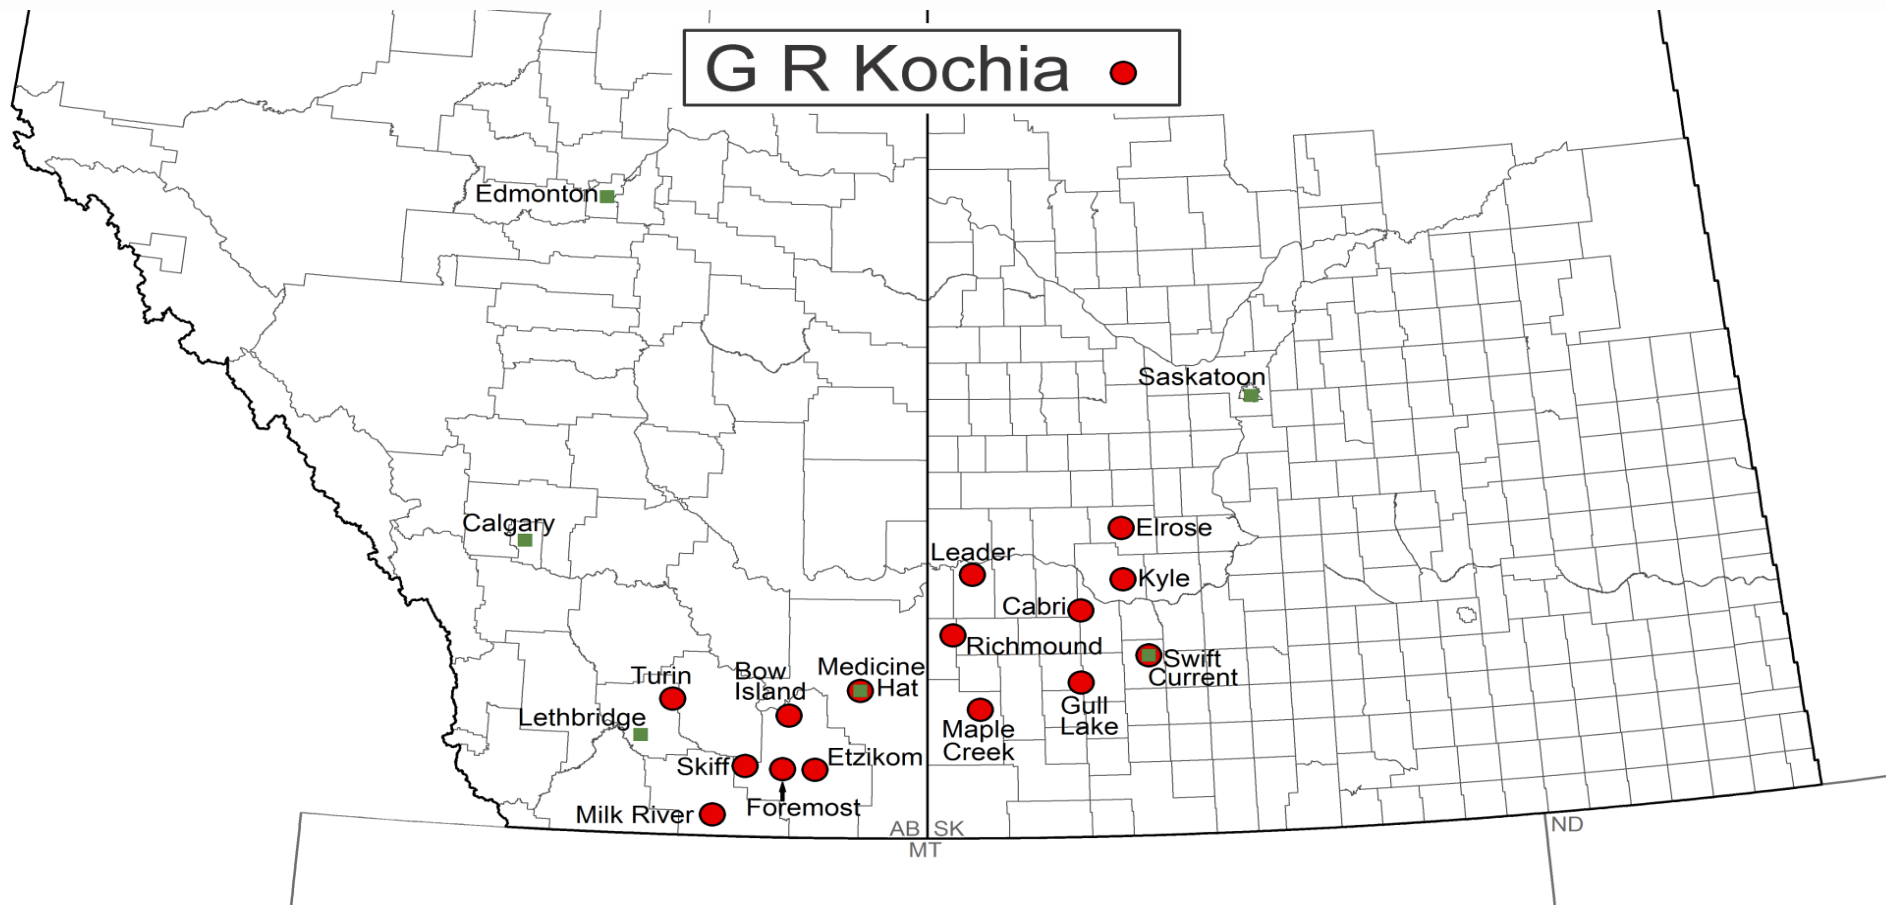 G R Kochia
Edmonton
Saskatoon
Calgary
Elrose
Leader
Kyle
Cabri
Richmound
Swift
Current
Medicine
Hat
Bow
Island
Turin
Gull
Lake
Lethbridge
Maple
Creek
Skiff
Etzikom
Foremost
Milk River
AB SK
MT
ND